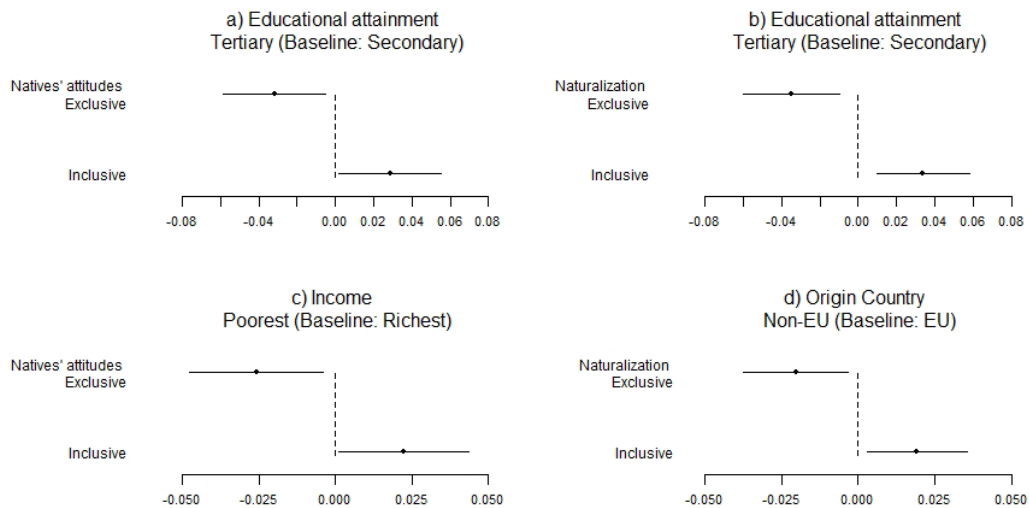 a) Educational attainment
Tertiary (Baseline: Secondary)
Natives' attitudes
Exclusive
Inclusive
-0.08 -0.04 0.00 0.02 0.04 0.06 0.08
b) Educational attainment
Tertiary (Baseline: Secondary)
Naturalization
Exclusive
Inclusive
-0.08 -0.04 0.00 0.02 0.04 0.06 0.08
c) Income
Poorest (Baseline: Richest)
Natives' attitudes
Exclusive
Inclusive
-0.050 -0.025 0.000 0.025 0.050
d) Origin Country
Non-EU (Baseline: EU)
Naturalization
Exclusive
Inclusive
-0.050 -0.025 0.000 0.025 0.050